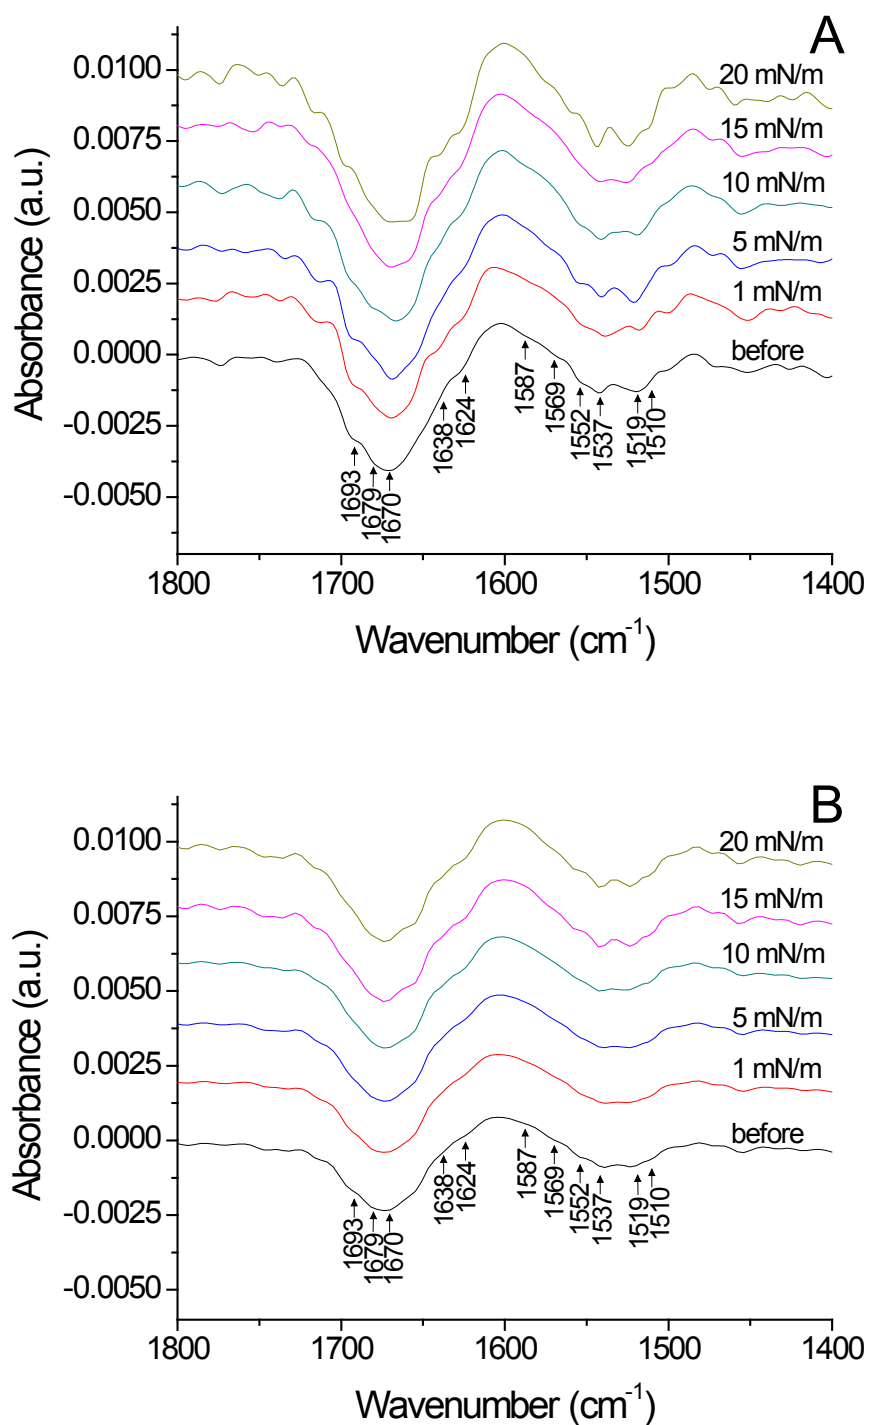 A
0.0100
0.0075
0.0050
0.0025
0.0000
-0.0025
-0.0050
Absorbance (a.u.)
20 mN/m
15 mN/m
10 mN/m
5 mN/m
1 mN/m
before
1693
1679
1670
1638
1624
1587
1569
1552
1537
1519
1510
1800
1700
1600
1500
1400
Wavenumber (cm⁻¹)
B
0.0100
0.0075
0.0050
0.0025
0.0000
-0.0025
-0.0050
Absorbance (a.u.)
20 mN/m
15 mN/m
10 mN/m
5 mN/m
1 mN/m
before
1693
1679
1670
1638
1624
1587
1569
1552
1537
1519
1510
1800
1700
1600
1500
1400
Wavenumber (cm⁻¹)